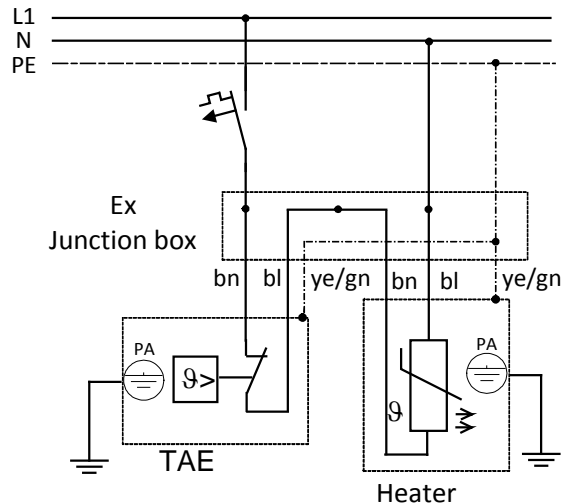 L1
N
PE
Ex
Junction box
bn bl ye/gn bn bl ye/gn
PA
ϑ>
TAE
PA
ϑ
Heater